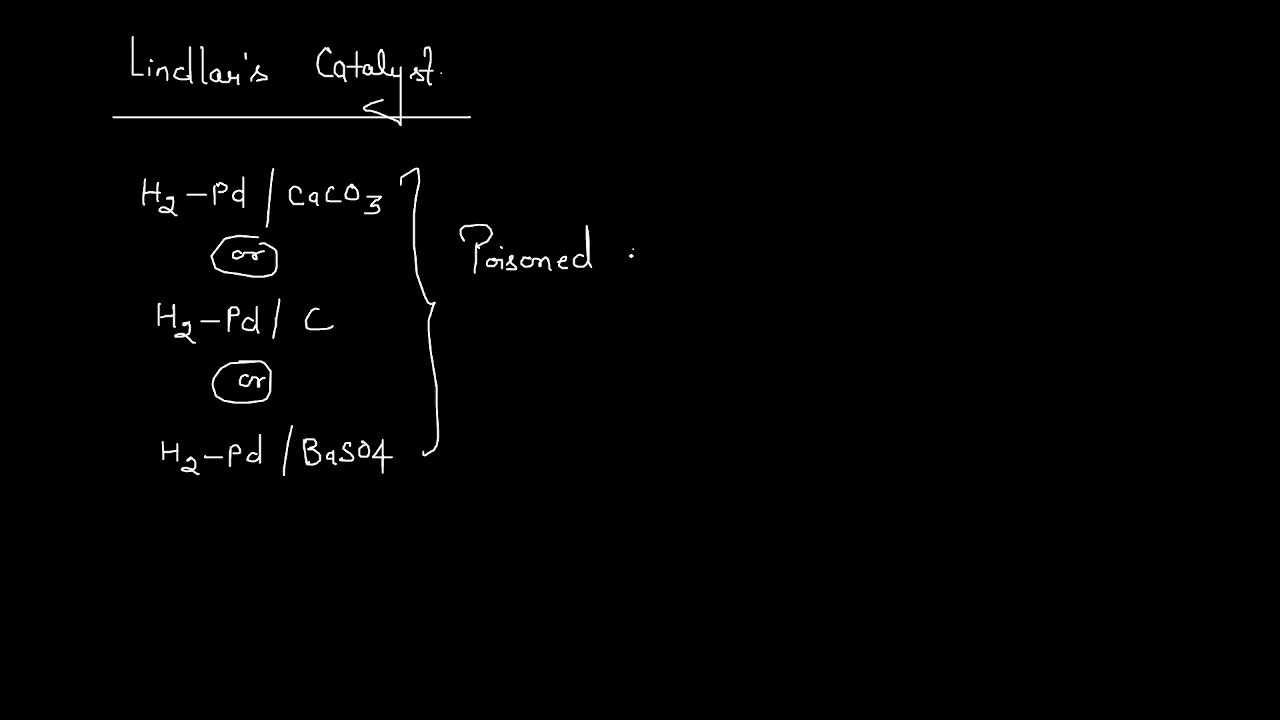 Lindlar's Catalyst.
H2-Pd / CaCO3
or
Poisoned :
H2-Pd / C
or
H2-Pd / BaSO4